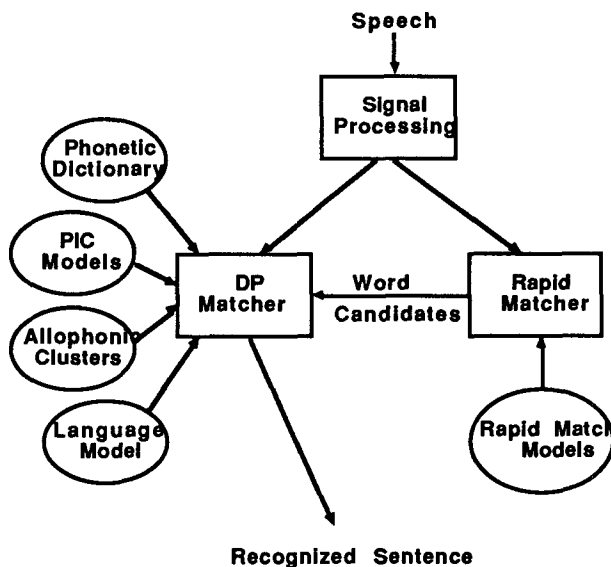 Speech
Signal
Processing
Phonetic
Dictionary
PIC
Models
DP
Matcher
Word
Candidates
Rapid
Matcher
Allophonic
Clusters
Language
Model
Rapid Match
Models
Recognized Sentence